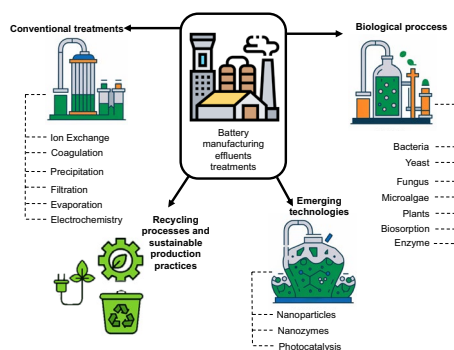 Conventional treatments
Biological proccess
Battery
manufacturing
effluents
treatments
Ion Exchange
Coagulation
Precipitation
Filtration
Evaporation
Electrochemistry
Bacteria
Yeast
Fungus
Microalgae
Plants
Biosorption
Enzyme
Recycling
processes and
sustainable
production
practices
Emerging
technologies
Nanoparticles
Nanozymes
Photocatalysis